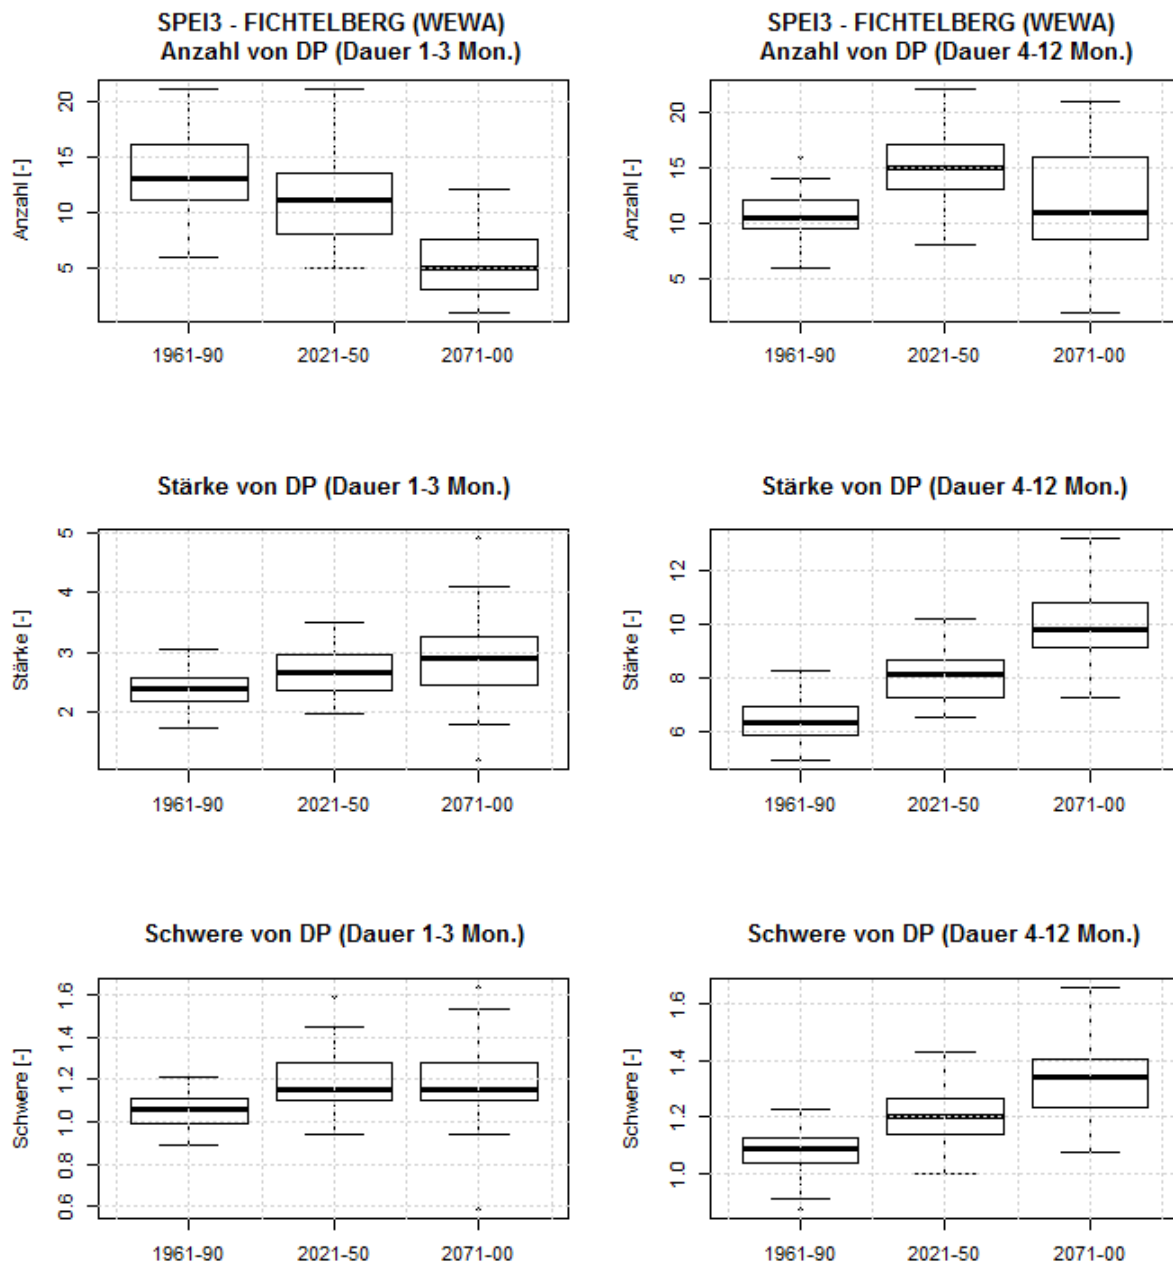 SPEI3 - FICHTELBERG (WEWA)
Anzahl von DP (Dauer 1-3 Mon.)
Anzahl [-]
20
15
10
5
1961-90 2021-50 2071-00
SPEI3 - FICHTELBERG (WEWA)
Anzahl von DP (Dauer 4-12 Mon.)
Anzahl [-]
20
15
10
5
1961-90 2021-50 2071-00
Stärke von DP (Dauer 1-3 Mon.)
Stärke [-]
5
4
3
2
1961-90 2021-50 2071-00
Stärke von DP (Dauer 4-12 Mon.)
Stärke [-]
12
10
8
6
1961-90 2021-50 2071-00
Schwere von DP (Dauer 1-3 Mon.)
Schwere [-]
1.6
1.4
1.2
1.0
0.8
0.6
1961-90 2021-50 2071-00
Schwere von DP (Dauer 4-12 Mon.)
Schwere [-]
1.6
1.4
1.2
1.0
1961-90 2021-50 2071-00